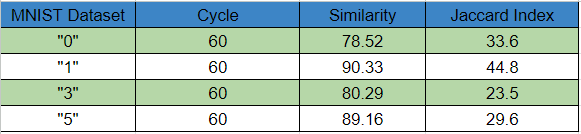 MNIST Dataset Cycle Similarity Jaccard Index
"0" 60 78.52 33.6
"1" 60 90.33 44.8
"3" 60 80.29 23.5
"5" 60 89.16 29.6